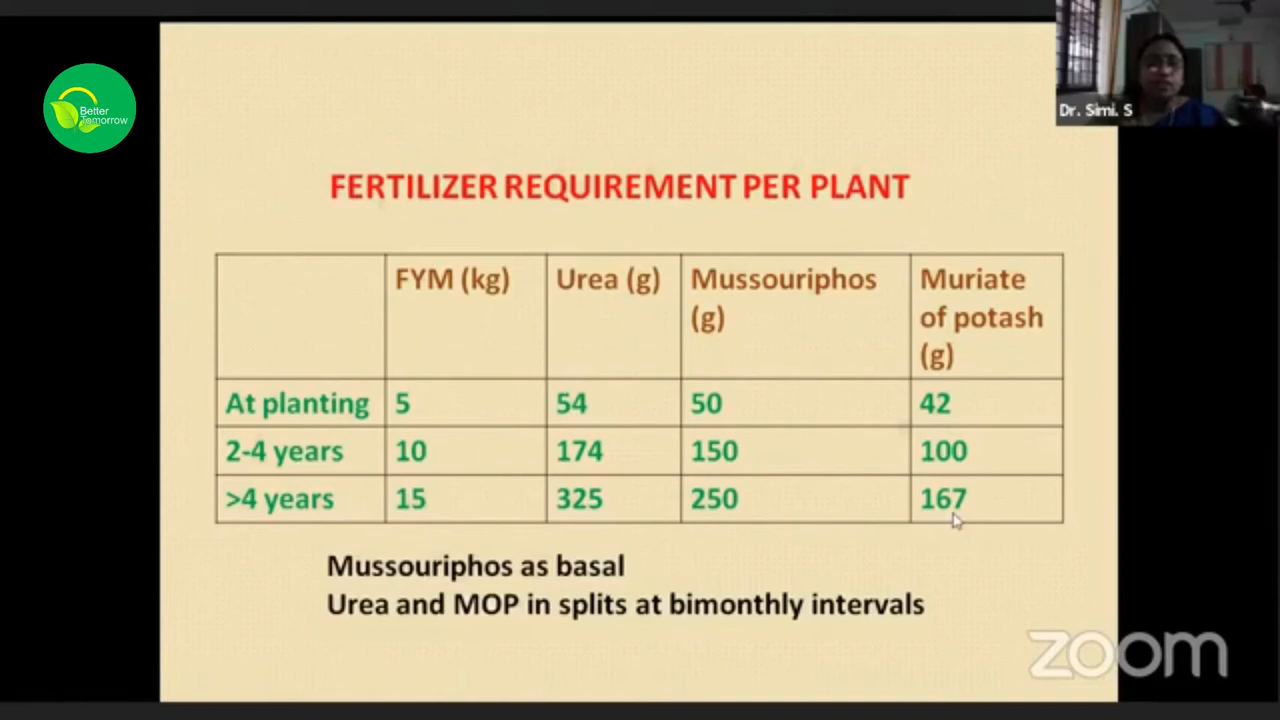 Better
Tomorrow
Dr. Simi. S
FERTILIZER REQUIREMENT PER PLANT
FYM (kg) Urea (g) Mussouriphos (g) Muriate of potash (g)
At planting 5 54 50 42
2-4 years 10 174 150 100
>4 years 15 325 250 167
Mussouriphos as basal
Urea and MOP in splits at bimonthly intervals
zoom